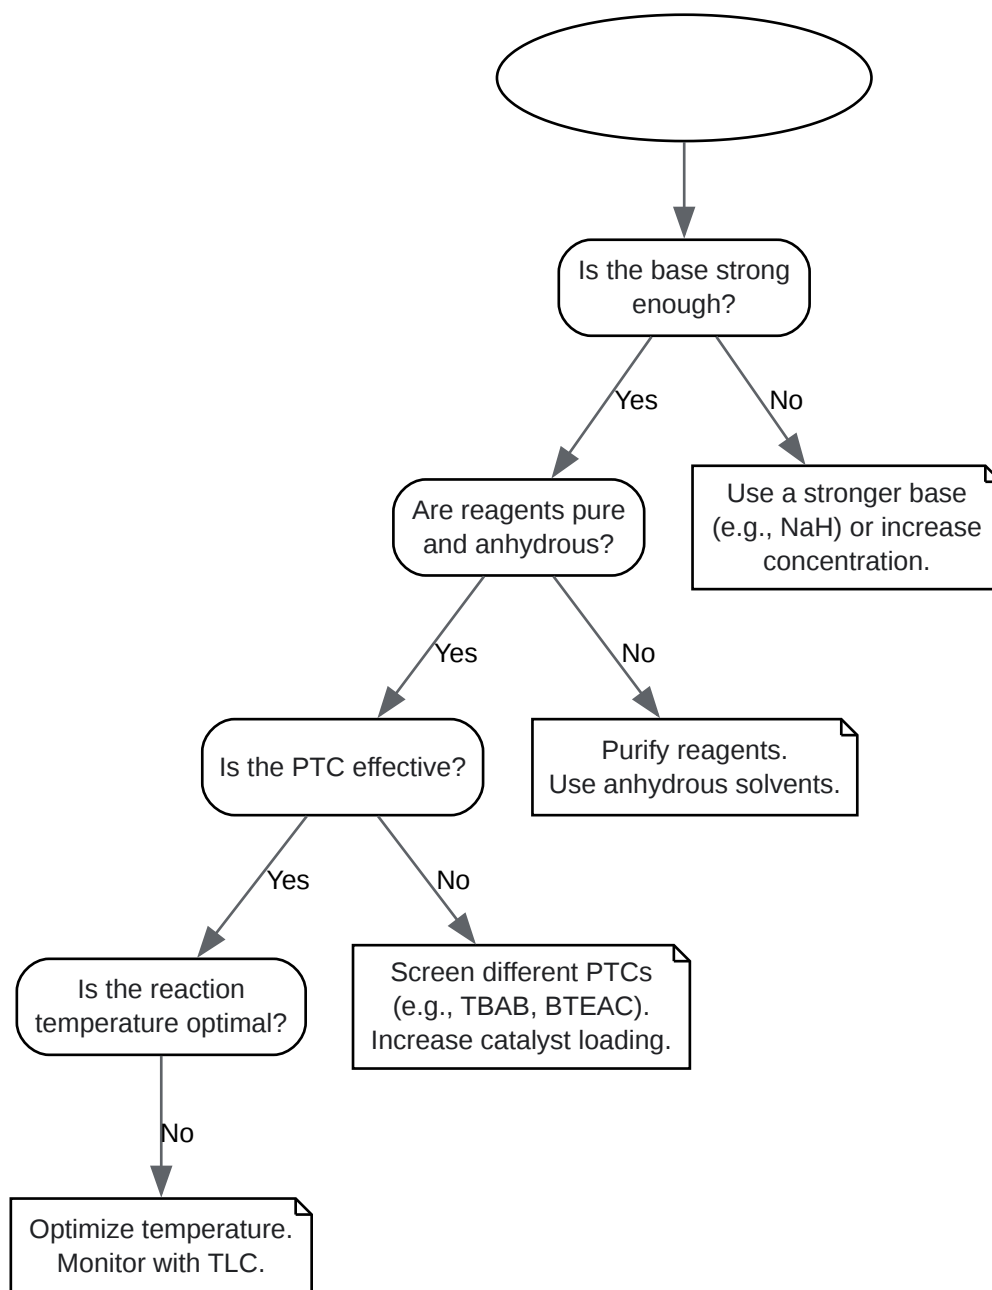 Is the base strong
enough?
Yes
No
Use a stronger base
(e.g., NaH) or increase
concentration.
Are reagents pure
and anhydrous?
Yes
No
Purify reagents.
Use anhydrous solvents.
Is the PTC effective?
Yes
No
Screen different PTCs
(e.g., TBAB, BTEAC).
Increase catalyst loading.
Is the reaction
temperature optimal?
No
Optimize temperature.
Monitor with TLC.